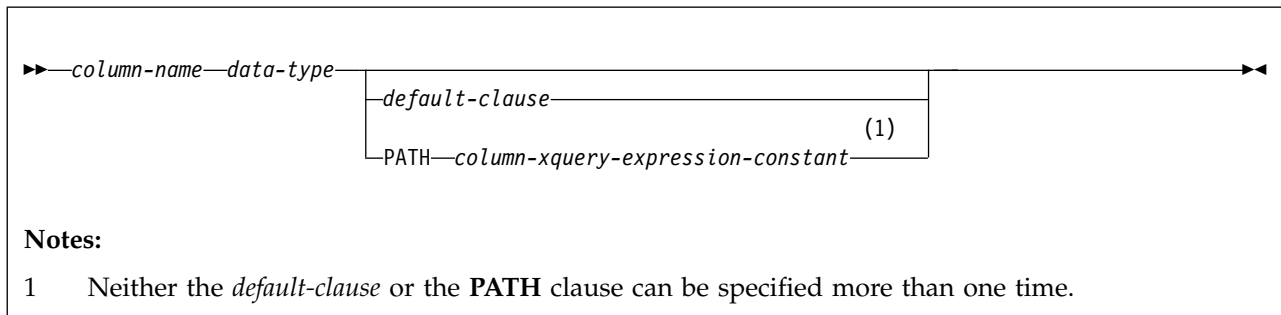 column-name data-type
default-clause
(1)
PATH column-xquery-expression-constant
Notes:
1 Neither the default-clause or the PATH clause can be specified more than one time.